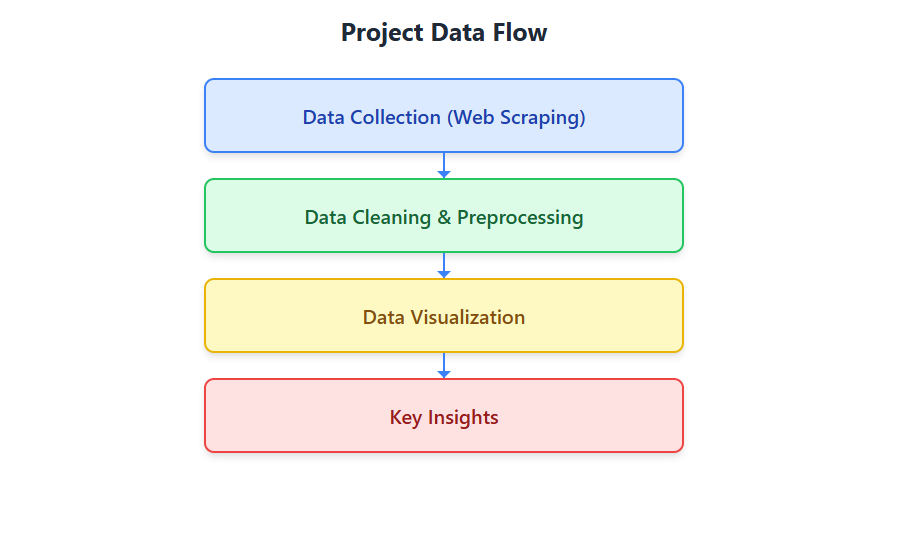 Project Data Flow
Data Collection (Web Scraping)
Data Cleaning & Preprocessing
Data Visualization
Key Insights